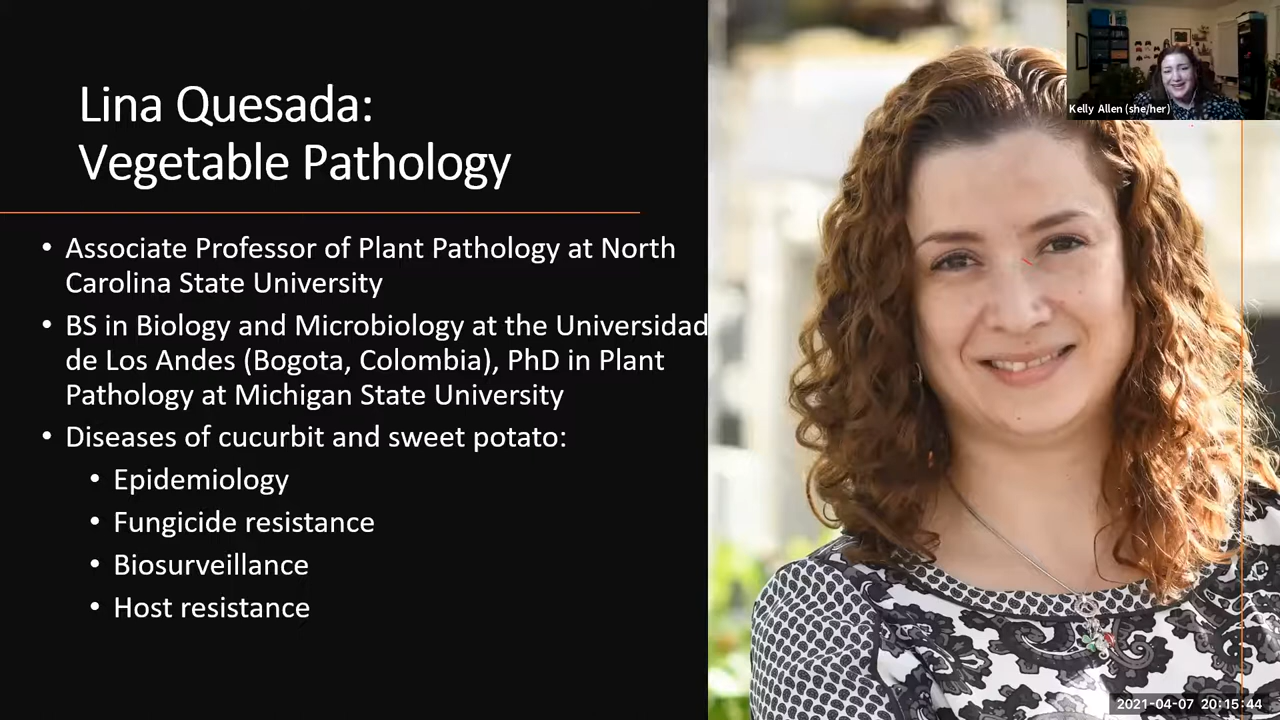 Lina Quesada:
Vegetable Pathology
• Associate Professor of Plant Pathology at North
Carolina State University
• BS in Biology and Microbiology at the Universidad
de Los Andes (Bogota, Colombia), PhD in Plant
Pathology at Michigan State University
• Diseases of cucurbit and sweet potato:
• Epidemiology
• Fungicide resistance
• Biosurveillance
• Host resistance
Kelly Allen (she/her)
2021-04-07 20:15:44